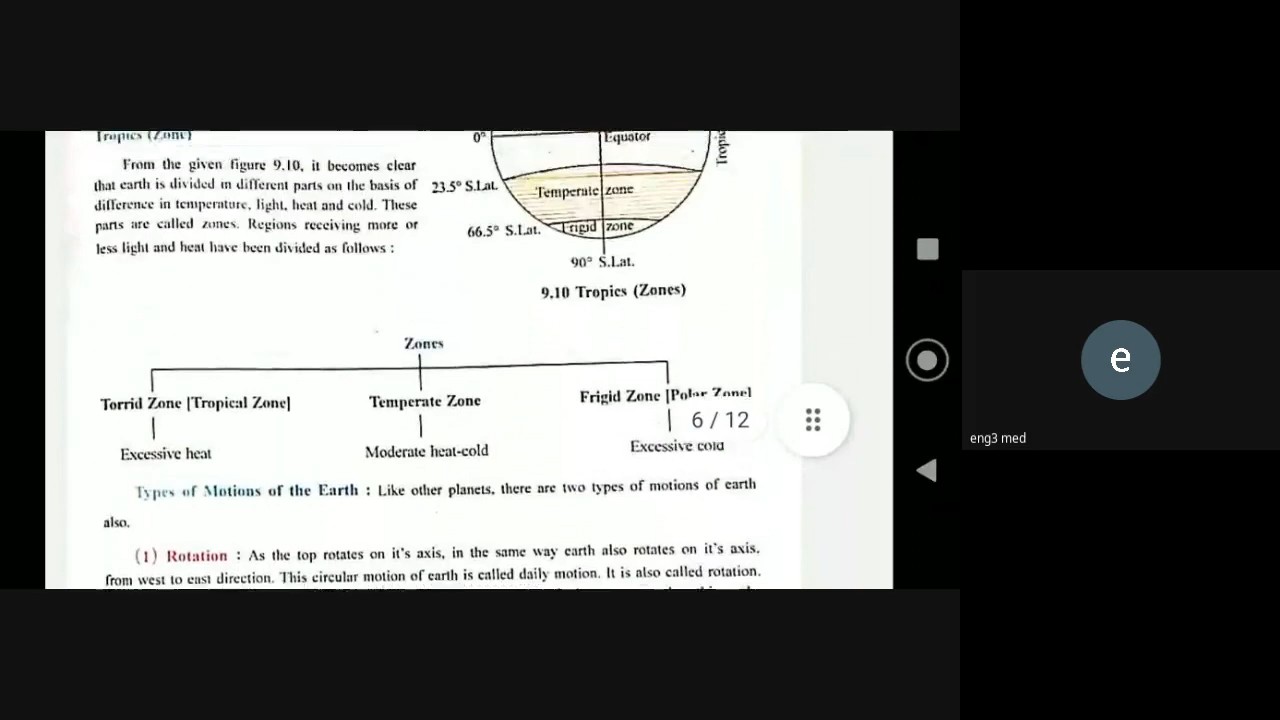 Tropics (Zone)
From the given figure 9.10, it becomes clear
that earth is divided in different parts on the basis of
difference in temperature, light, heat and cold. These
parts are called zones. Regions receiving more or
less light and heat have been divided as follows :
0°
Equator
Tropic
23.5° S.Lat.
Temperate zone
66.5° S.Lat.
Frigid zone
90° S.Lat.
9.10 Tropics (Zones)
Zones
Torrid Zone [Tropical Zone]
Temperate Zone
Frigid Zone [Polar Zone]
6 / 12
Excessive heat
Moderate heat-cold
Excessive cold
Types of Motions of the Earth : Like other planets, there are two types of motions of earth
also.
(1) Rotation : As the top rotates on it's axis, in the same way earth also rotates on it's axis.
from west to east direction. This circular motion of earth is called daily motion. It is also called rotation.
e
eng3 med